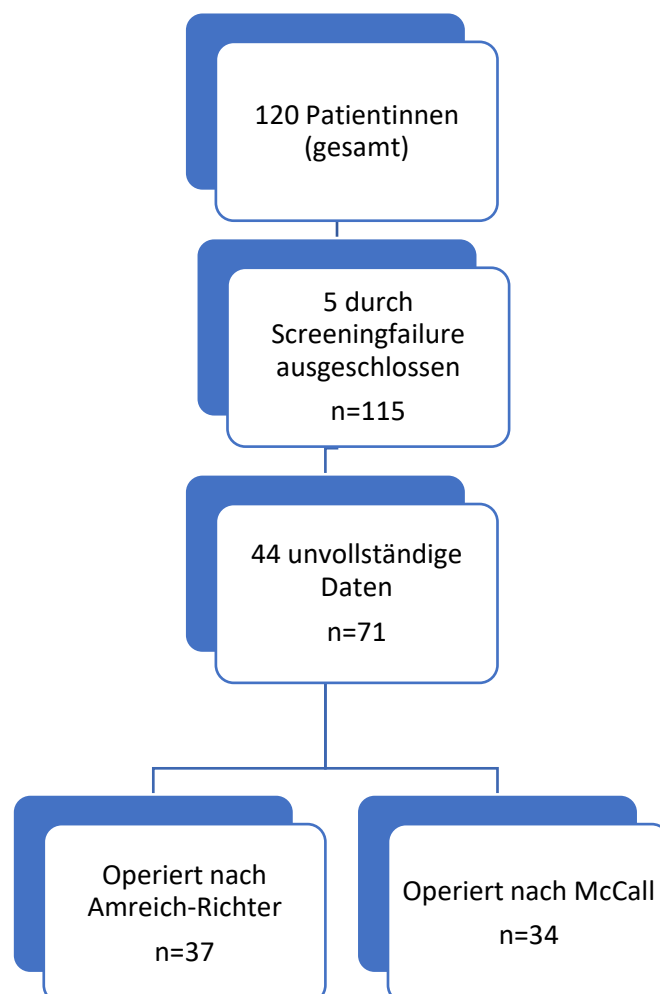 120 Patientinnen
(gesamt)
5 durch
Screeningfailure
ausgeschlossen
n=115
44 unvollständige
Daten
n=71
Operiert nach
Amreich-Richter
n=37
Operiert nach McCall
n=34